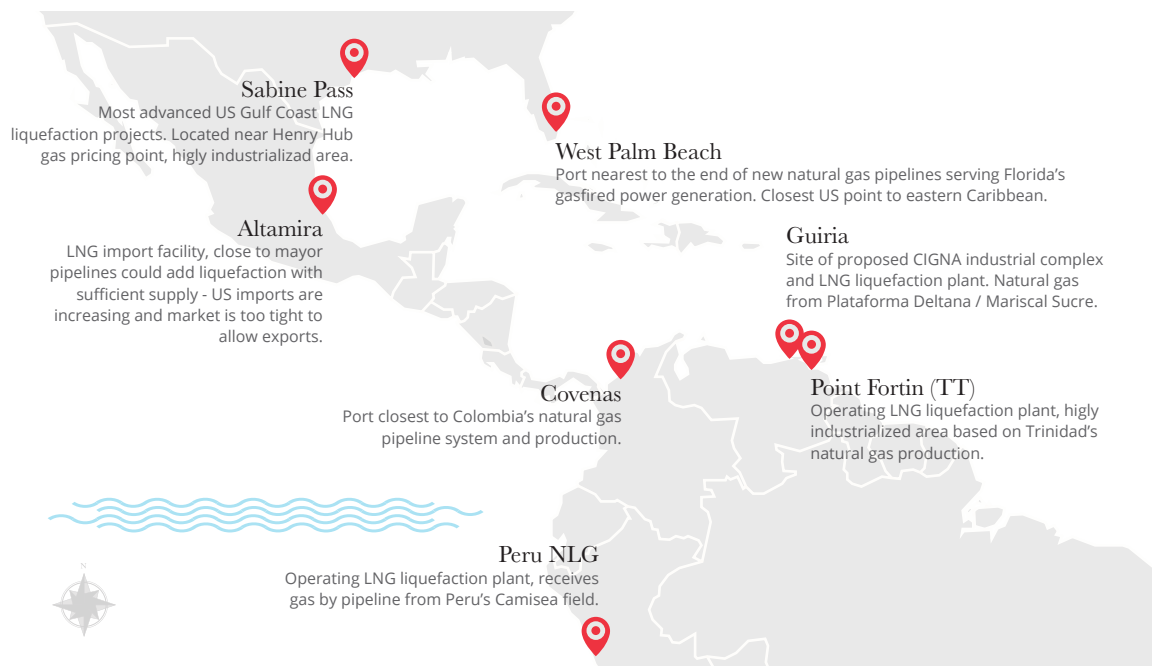 Sabine Pass
Most advanced US Gulf Coast LNG
liquefaction projects. Located near Henry Hub
gas pricing point, higly industrializad area.
West Palm Beach
Port nearest to the end of new natural gas pipelines serving Florida's
gasfired power generation. Closest US point to eastern Caribbean.
Altamira
LNG import facility, close to mayor
pipelines could add liquefaction with
sufficient supply - US imports are
increasing and market is too tight to
allow exports.
Guiria
Site of proposed CIGNA industrial complex
and LNG liquefaction plant. Natural gas
from Plataforma Deltana / Mariscal Sucre.
Covenas
Port closest to Colombia's natural gas
pipeline system and production.
Point Fortin (TT)
Operating LNG liquefaction plant, higly
industrialized area based on Trinidad's
natural gas production.
Peru NLG
Operating LNG liquefaction plant, receives
gas by pipeline from Peru's Camisea field.
N